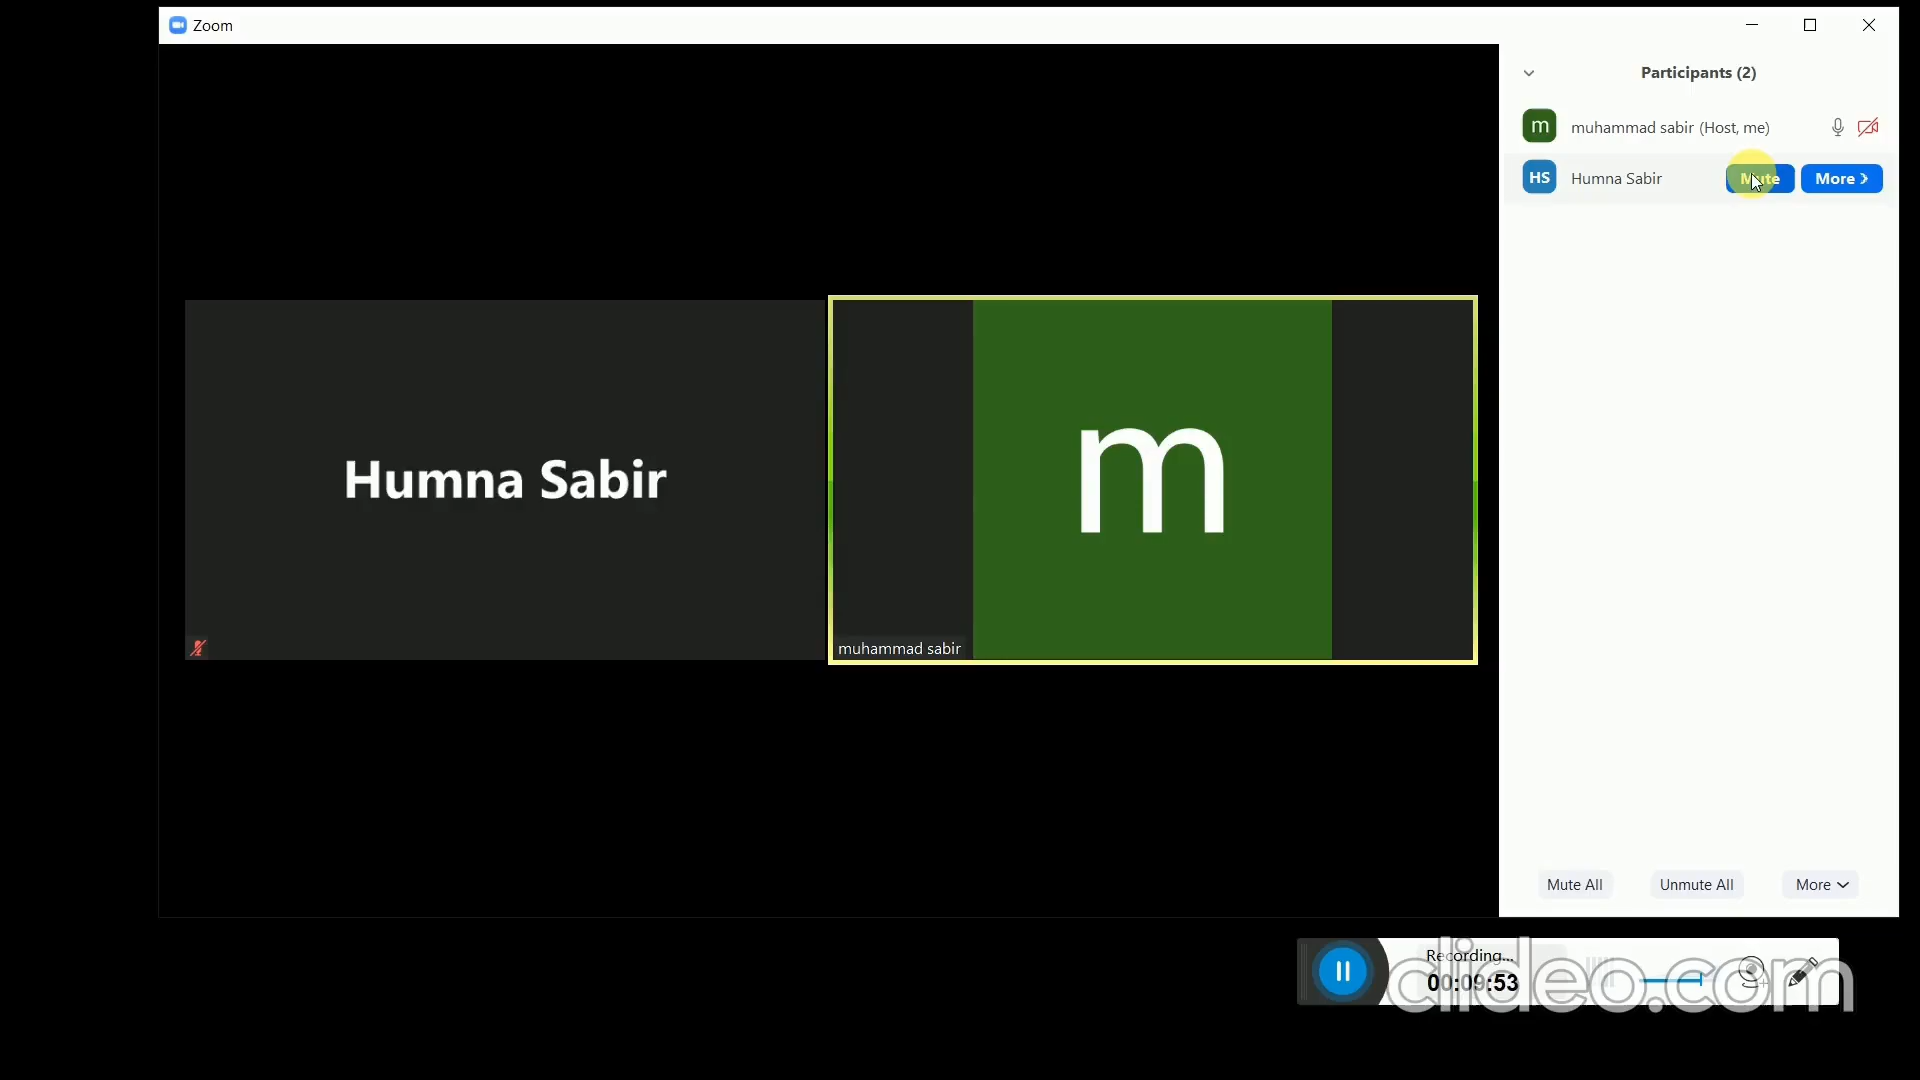 Zoom
Participants (2)
m muhammad sabir (Host, me)
HS Humna Sabir Mute More
Humna Sabir
m
muhammad sabir
Mute All Unmute All More
Recording...
00:09:53
clideo.com